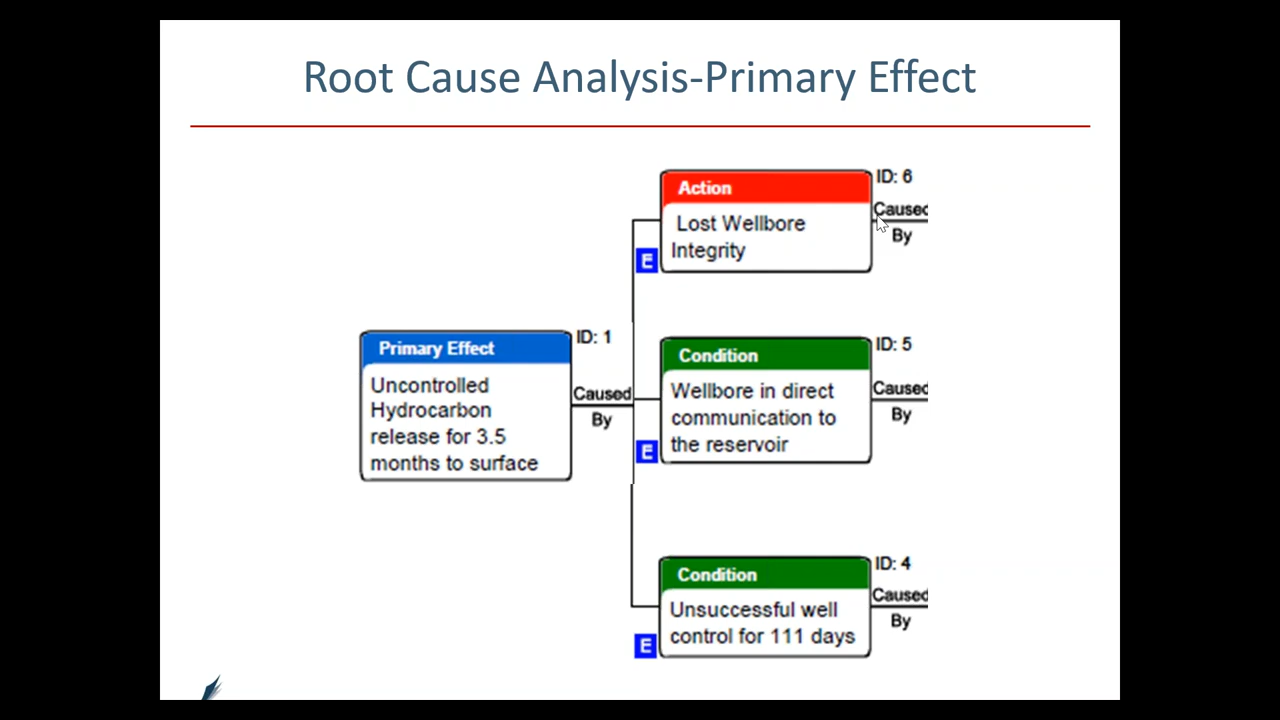 Root Cause Analysis-Primary Effect
ID: 6
Action
Lost Wellbore
Integrity
Caused
By
E
ID: 1
Primary Effect
Uncontrolled
Hydrocarbon
release for 3.5
months to surface
Caused
By
ID: 5
Condition
Wellbore in direct
communication to
the reservoir
Caused
By
E
ID: 4
Condition
Unsuccessful well
control for 111 days
Caused
By
E